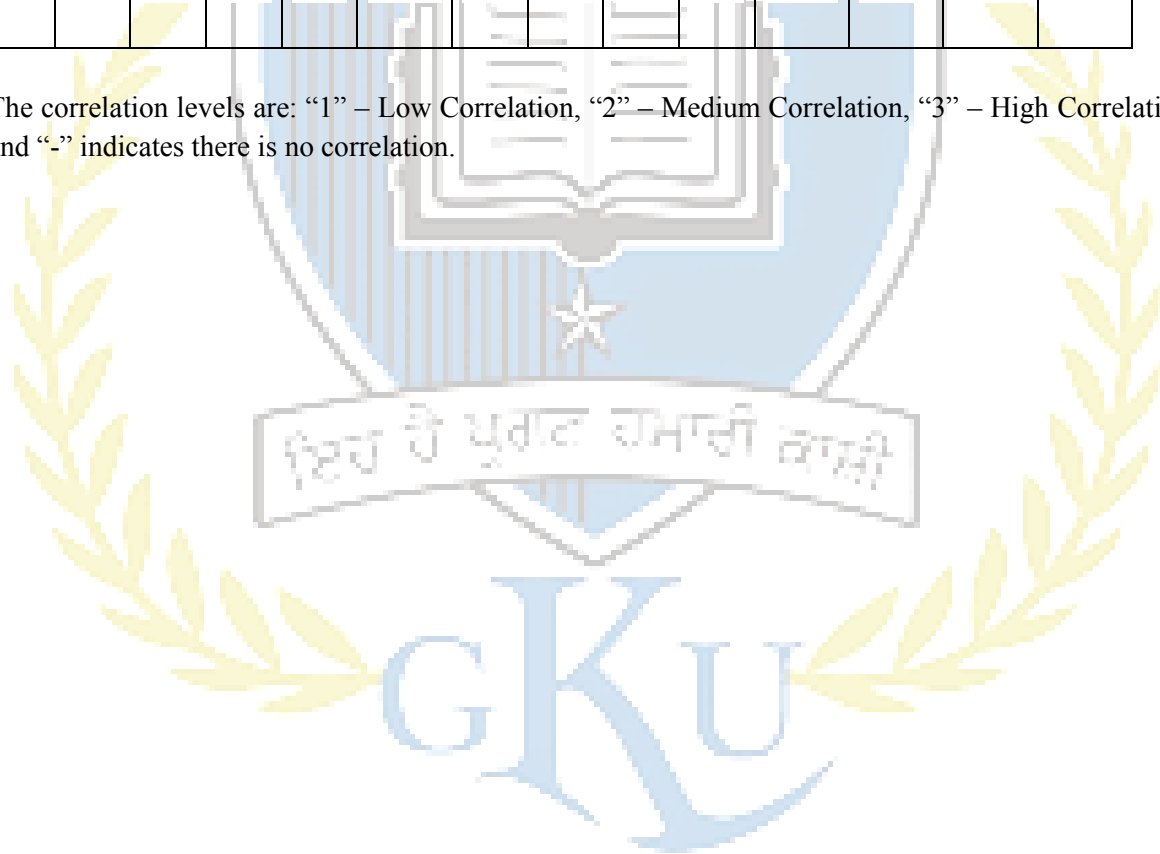 The correlation levels are: “1” – Low Correlation, “2” – Medium Correlation, “3” – High Correlati
nd “-” indicates there is no correlation.
ਇਹ ਹੈ ਪ੍ਰਗਟ ਹਮਾਰੀ ਕਾਸੀ
GKU